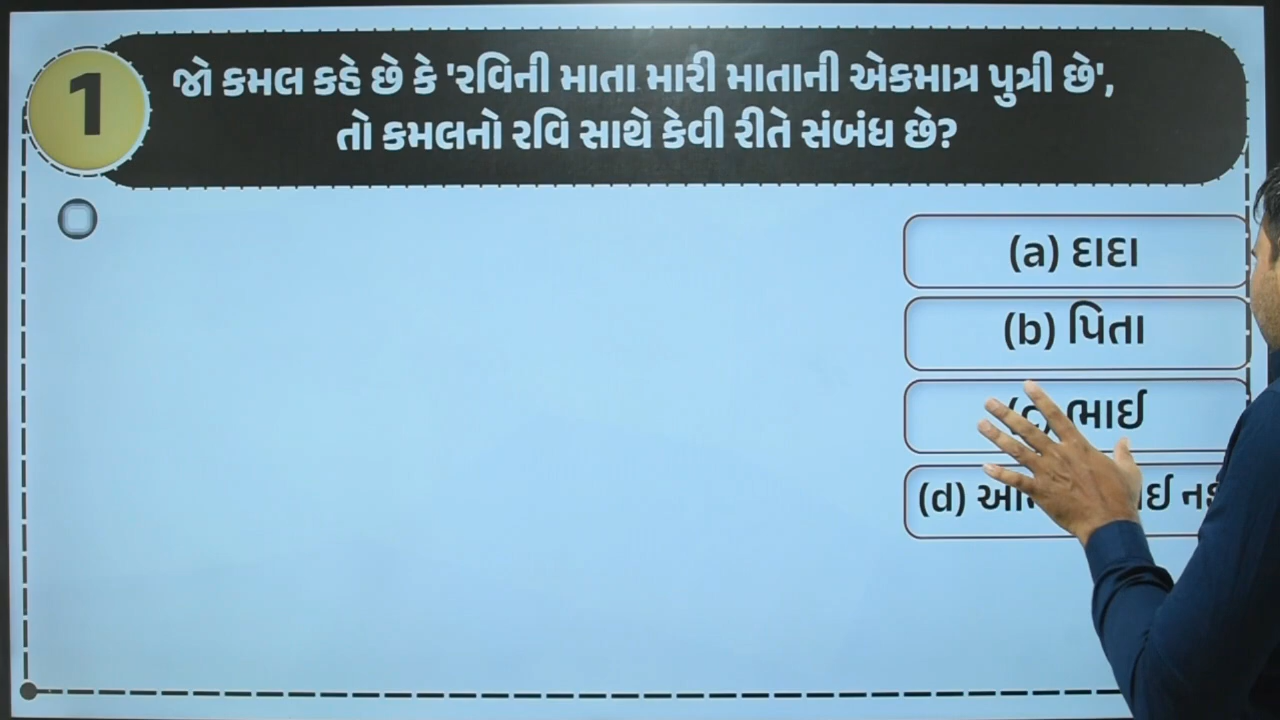 1
જો કમલ કહે છે કે 'રવિની માતા મારી માતાની એકમાત્ર પુત્રી છે',
તો કમલનો રવિ સાથે કેવી રીતે સંબંધ છે?
(a) દાદા
(b) પિતા
(c) ભાઈ
(d)